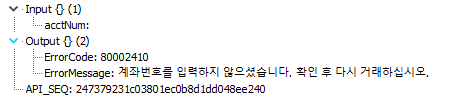 Input {} (1)
acctNum:
Output {} (2)
ErrorCode: 80002410
ErrorMessage: 계좌번호를 입력하지 않으셨습니다. 확인 후 다시 거래하십시오.
API_SEQ: 247379231c03801ec0b8d1dd048ee240